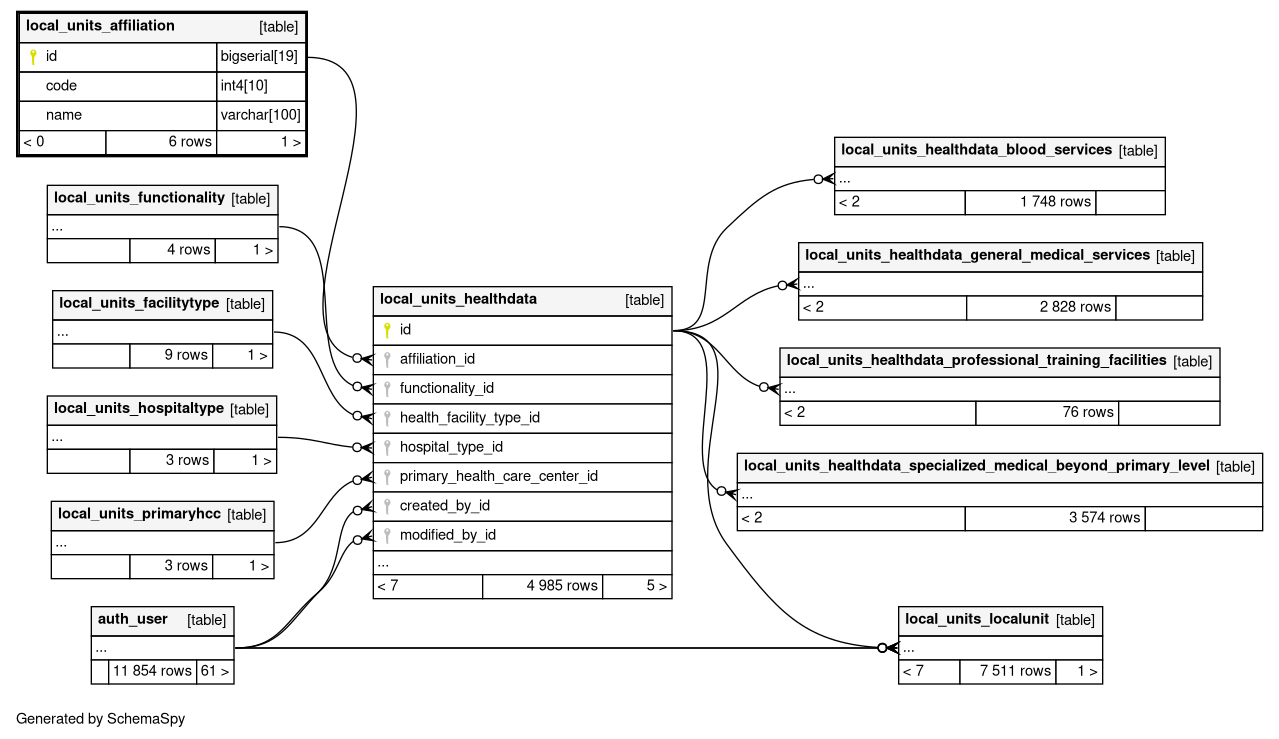 local_units_affiliation [table]
id bigserial[19]
code int4[10]
name varchar[100]
< 0 6 rows 1 >
local_units_functionality [table]
...
4 rows 1 >
local_units_facilitytype [table]
...
9 rows 1 >
local_units_hospitaltype [table]
...
3 rows 1 >
local_units_primaryhcc [table]
...
3 rows 1 >
auth_user [table]
...
11 854 rows 61 >
local_units_healthdata [table]
id
affiliation_id
functionality_id
health_facility_type_id
hospital_type_id
primary_health_care_center_id
created_by_id
modified_by_id
...
< 7 4 985 rows 5 >
local_units_healthdata_blood_services [table]
...
< 2 1 748 rows
local_units_healthdata_general_medical_services [table]
...
< 2 2 828 rows
local_units_healthdata_professional_training_facilities [table]
...
< 2 76 rows
local_units_healthdata_specialized_medical_beyond_primary_level [table]
...
< 2 3 574 rows
local_units_localunit [table]
...
< 7 7 511 rows 1 >
Generated by SchemaSpy